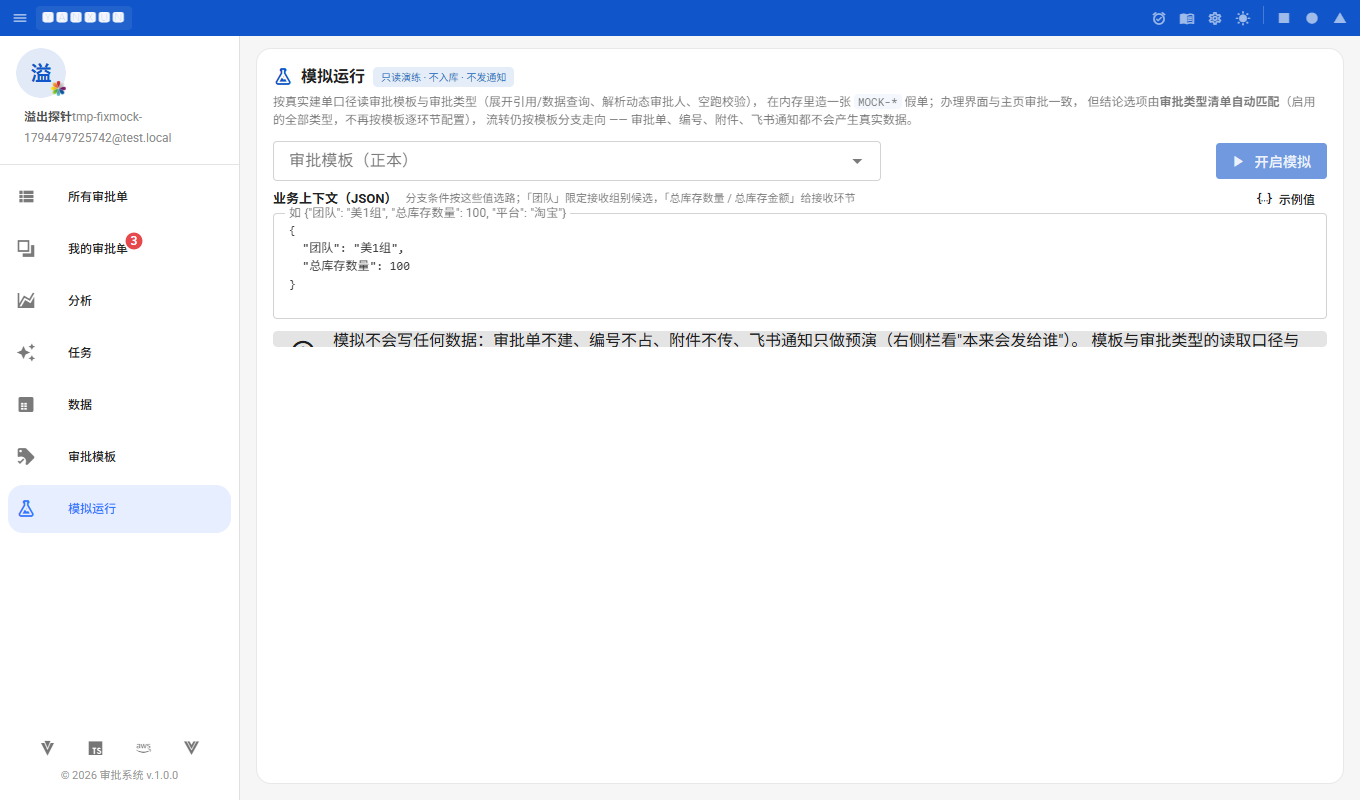 溢
溢出探针tmp-fixmock-
1794479725742@test.local
所有审批单
我的审批单
3
分析
任务
数据
审批模板
模拟运行
TS
aws
© 2026 审批系统 v.1.0.0
模拟运行
只读演练 · 不入库 · 不发通知
按真实建单口径读审批模板与审批类型（展开引用/数据查询、解析动态审批人、空跑校验）， 在内存里造一张 MOCK-* 假单；办理界面与主页审批一致， 但结论选项由审批类型清单自动匹配（启用
的全部类型，不再按模板逐环节配置）， 流转仍按模板分支走向 —— 审批单、编号、附件、飞书通知都不会产生真实数据。
审批模板（正本）
开启模拟
业务上下文（JSON）
分支条件按这些值选路；「团队」限定接收组别候选，「总库存数量 / 总库存金额」给接收环节
{..} 示例值
如 {"团队": "美1组", "总库存数量": 100, "平台": "淘宝"}
{
"团队": "美1组",
"总库存数量": 100
}
模拟不会写任何数据：审批单不建、编号不占、附件不传、飞书通知只做预演（右侧栏看"本来会发给谁"）。 模板与审批类型的读取口径与